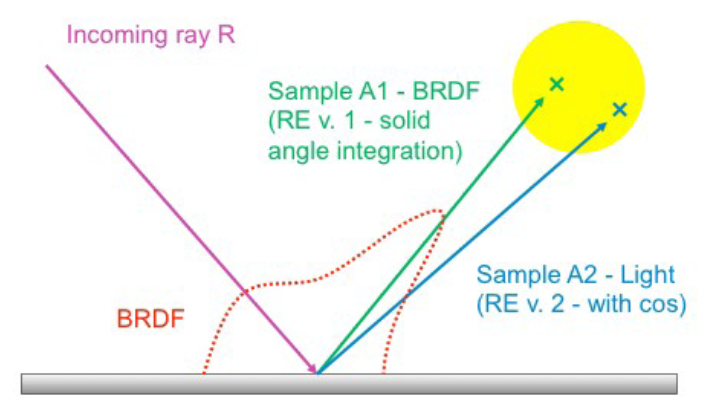 Incoming ray R
Sample A1 - BRDF
(RE v. 1 - solid
angle integration)
Sample A2 - Light
(RE v. 2 - with cos)
BRDF